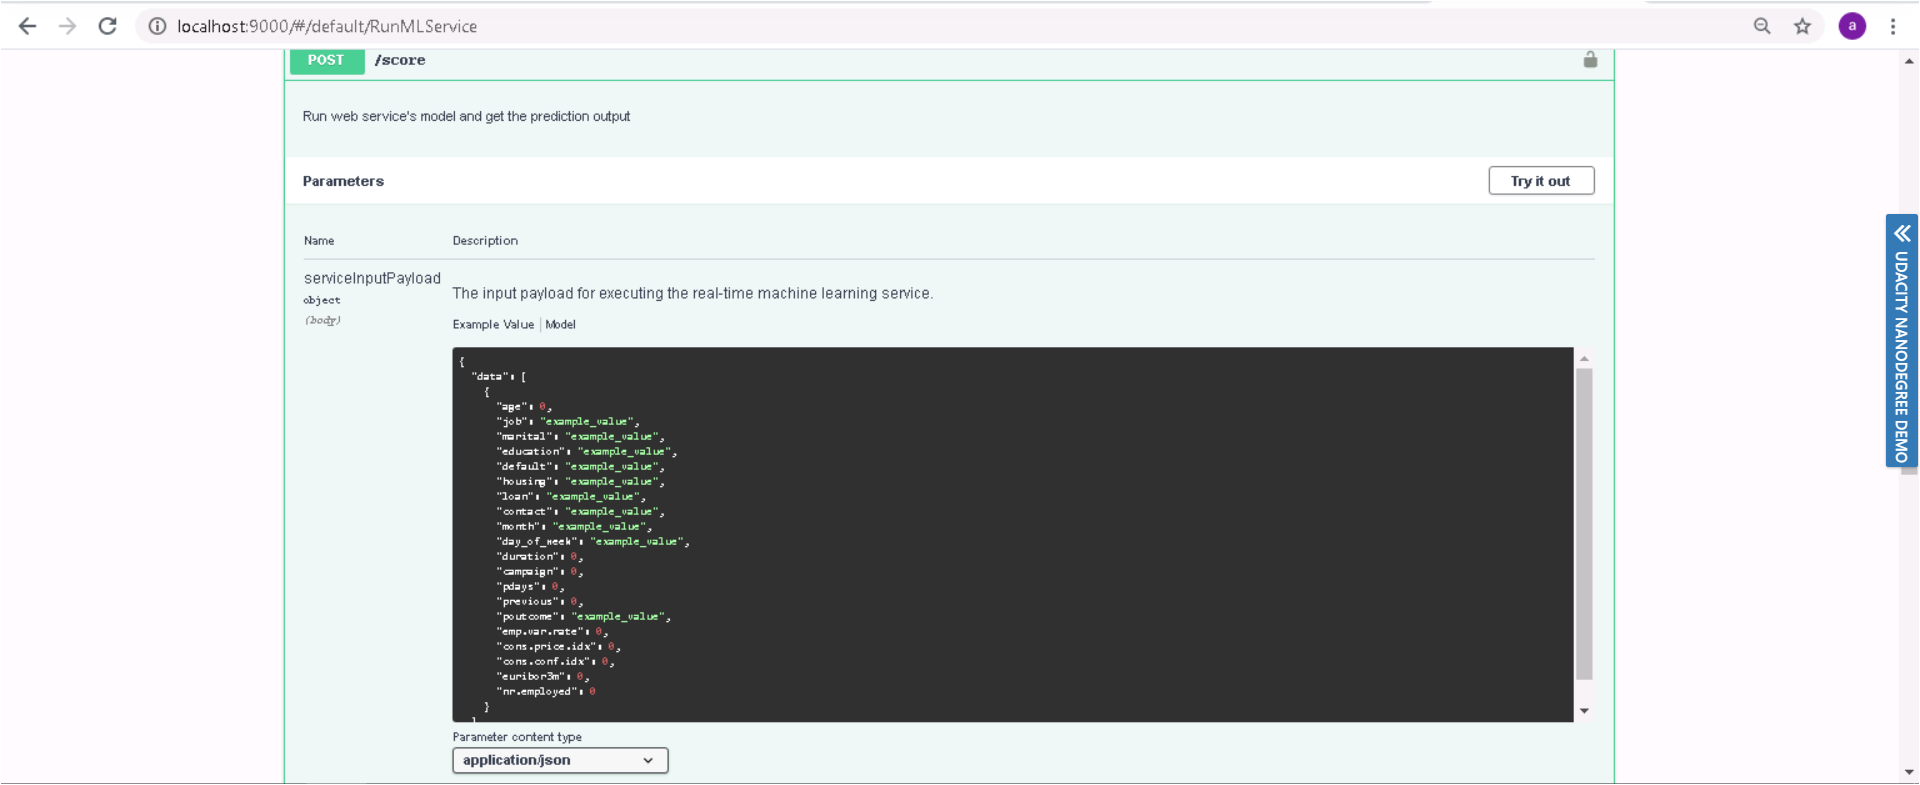 localhost:9000/#/default/RunMLService
a
POST /score
Run web service's model and get the prediction output
Parameters
Try it out
Name Description
serviceInputPayload
object
(body)
The input payload for executing the real-time machine learning service.
Example Value | Model
{
"data": [
{
"age": 0,
"job": "example_value",
"marital": "example_value",
"education": "example_value",
"default": "example_value",
"housing": "example_value",
"loan": "example_value",
"contact": "example_value",
"month": "example_value",
"day_of_week": "example_value",
"duration": 0,
"campaign": 0,
"pdays": 0,
"previous": 0,
"poutcome": "example_value",
"emp.var.rate": 0,
"cons.price.idx": 0,
"cons.conf.idx": 0,
"euribor3m": 0,
"nr.employed": 0
}
]
Parameter content type
application/json
UDACITY NANODEGREE DEMO